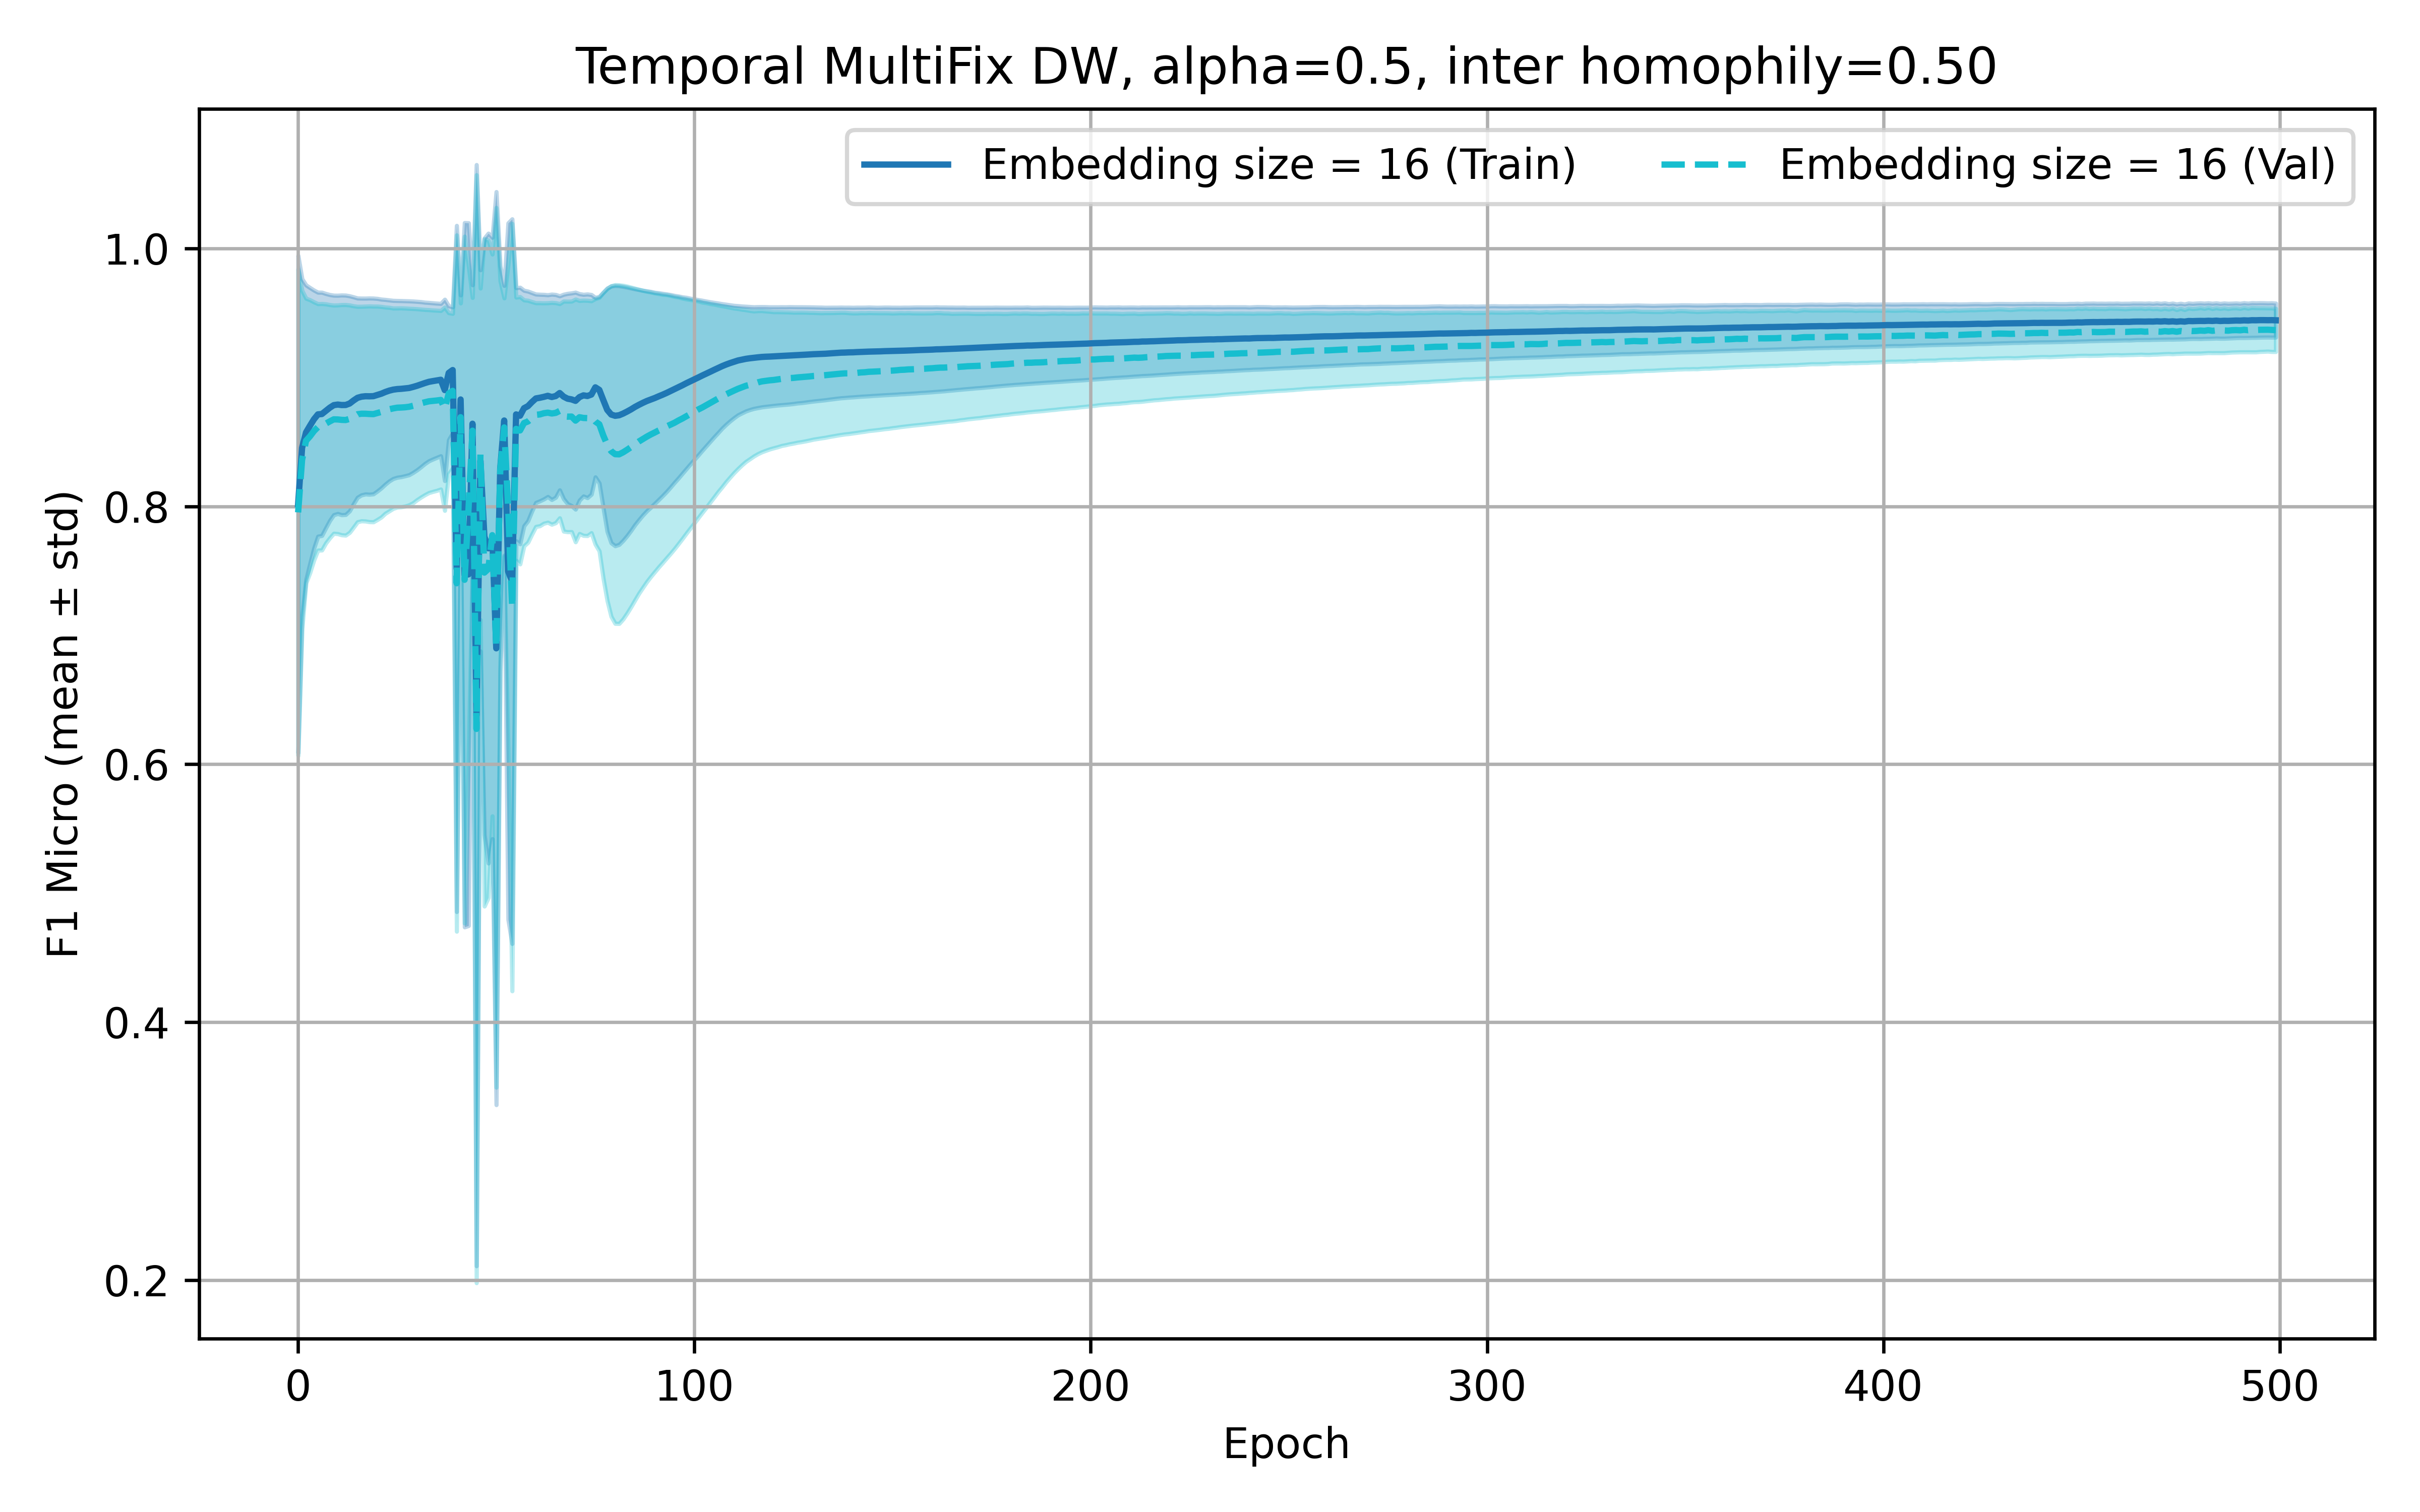 Temporal MultiFix DW, alpha=0.5, inter homophily=0.50
Embedding size = 16 (Train)
Embedding size = 16 (Val)
F1 Micro (mean ± std)
1.0
0.8
0.6
0.4
0.2
0
100
200
300
400
500
Epoch